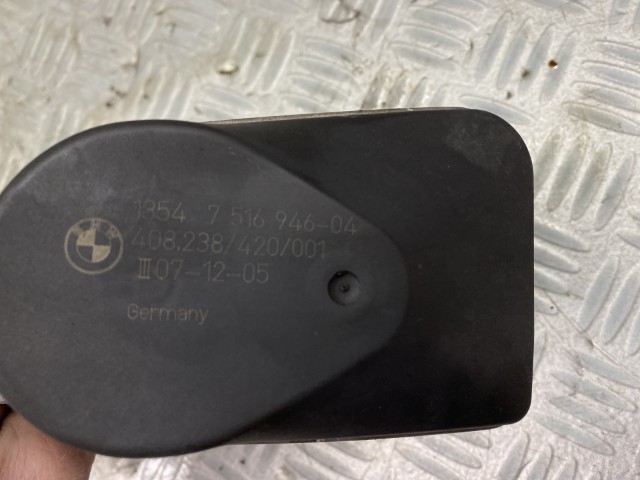 1354 7 516 946-04
408.238/420/001
III07-12-05
Germany